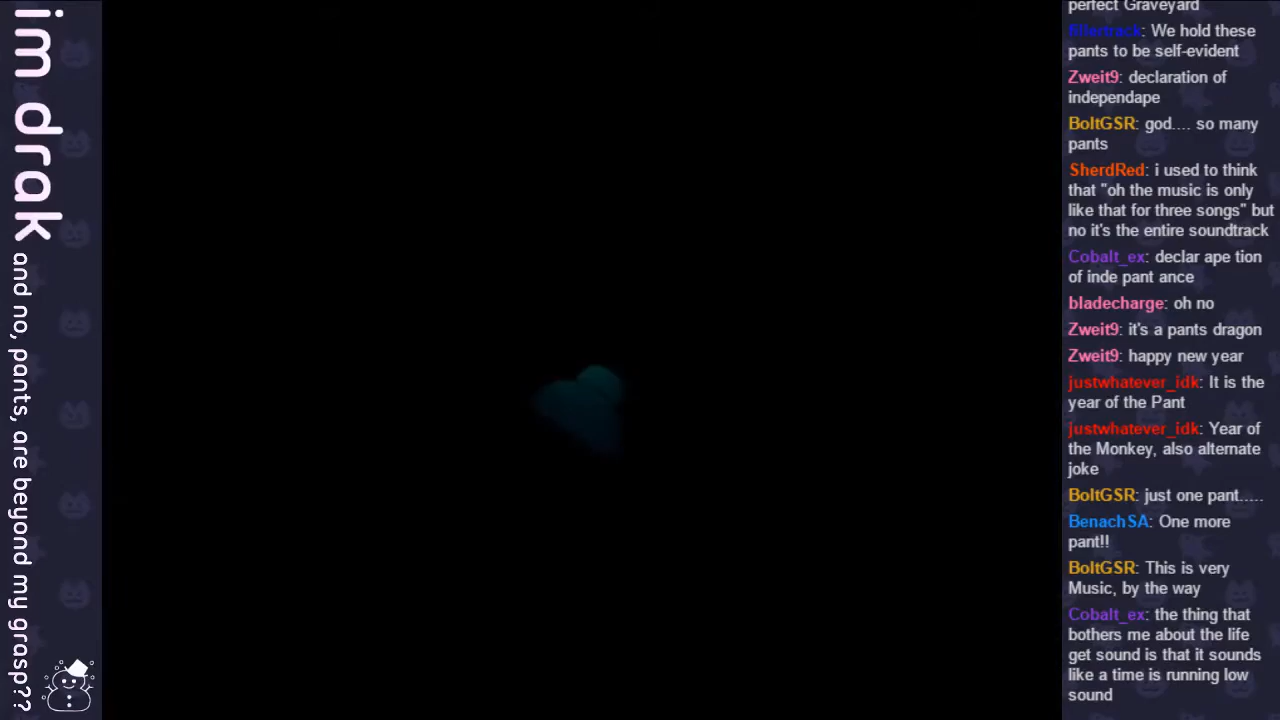 im drak and no, pants, are beyond my grasp??
perfect Graveyard
fillertrack: We hold these
pants to be self-evident
Zweit9: declaration of
independape
BoltGSR: god.... so many
pants
SherdRed: i used to think
that "oh the music is only
like that for three songs" but
no it's the entire soundtrack
Cobalt_ex: declar ape tion
of inde pant ance
bladecharge: oh no
Zweit9: it's a pants dragon
Zweit9: happy new year
justwhatever_idk: It is the
year of the Pant
justwhatever_idk: Year of
the Monkey, also alternate
joke
BoltGSR: just one pant.....
BenachSA: One more
pant!!
BoltGSR: This is very
Music, by the way
Cobalt_ex: the thing that
bothers me about the life
get sound is that it sounds
like a time is running low
sound